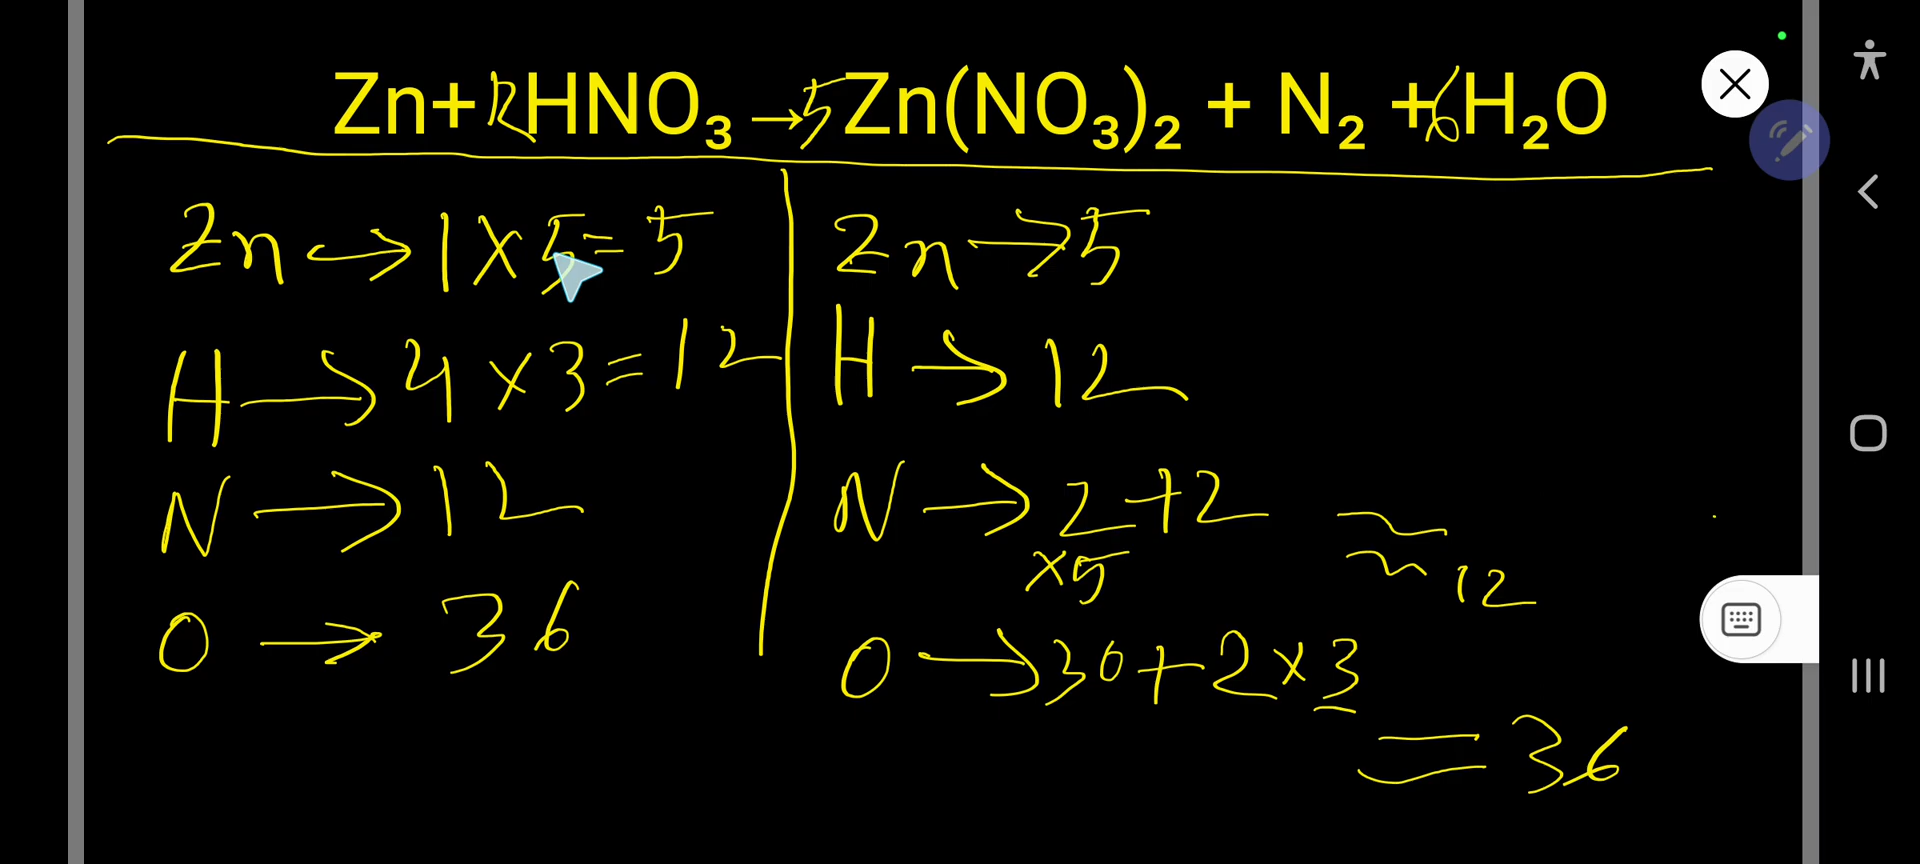 Zn+12HNO₃→5Zn(NO₃)₂ + N₂ +6H₂O
Zn → 1 × 5 = 5
H → 4 × 3 = 12
N → 12
O → 36
Zn → 5
H → 12
N → 2+2 = 12
×5
O → 30+2×3
= 36